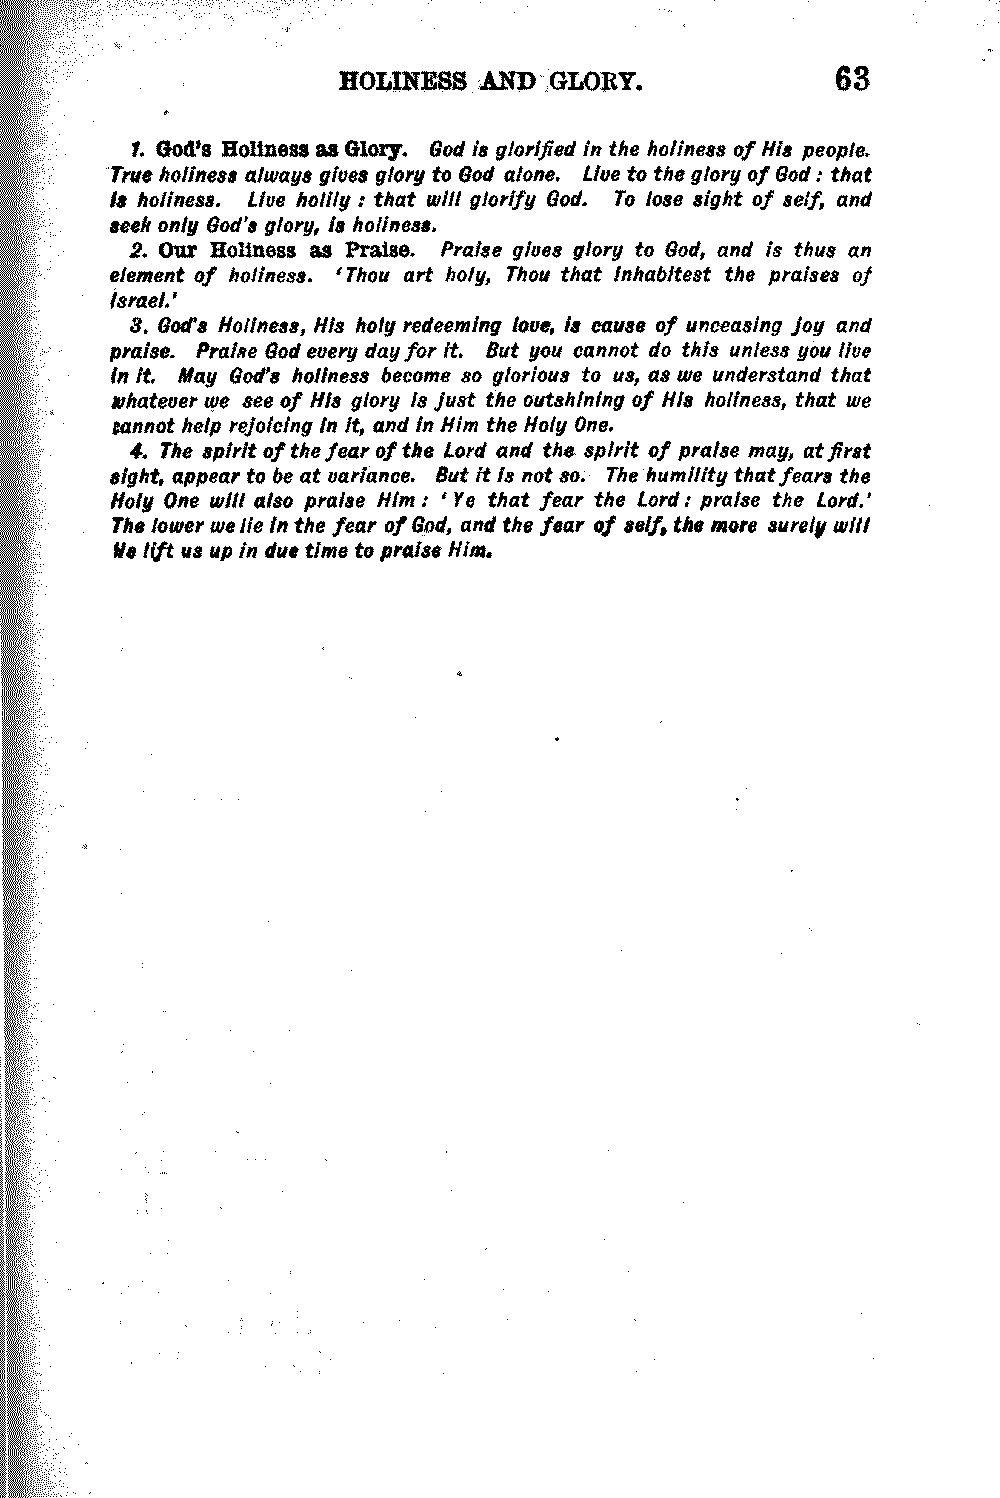 HOLINESS AND GLORY. 63
1. God's Holiness as Glory. God is glorified in the holiness of His people.
True holiness always gives glory to God alone. Live to the glory of God : that
is holiness. Live holily : that will glorify God. To lose sight of self, and
seek only God's glory, is holiness.
2. Our Holiness as Praise. Praise gives glory to God, and is thus an
element of holiness. 'Thou art holy, Thou that inhabitest the praises of
Israel.'
3. God's Holiness, His holy redeeming love, is cause of unceasing joy and
praise. Praise God every day for it. But you cannot do this unless you live
in it. May God's holiness become so glorious to us, as we understand that
whatever we see of His glory is just the outshining of His holiness, that we
cannot help rejoicing in it, and in Him the Holy One.
4. The spirit of the fear of the Lord and the spirit of praise may, at first
sight, appear to be at variance. But it is not so. The humility that fears the
Holy One will also praise Him : 'Ye that fear the Lord : praise the Lord.'
The lower we lie in the fear of God, and the fear of self, the more surely will
He lift us up in due time to praise Him.